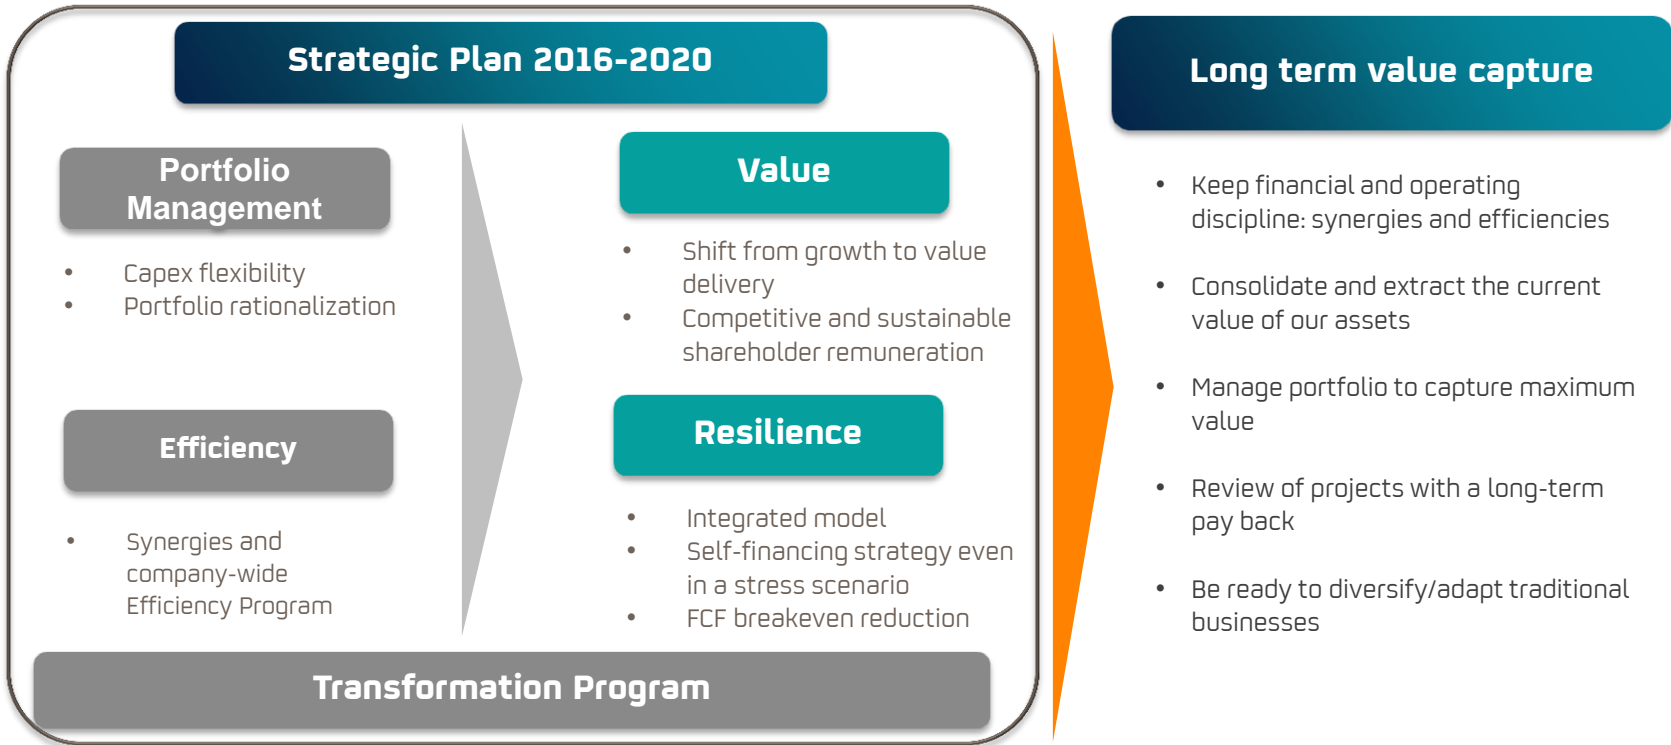 Strategic Plan 2016-2020
Portfolio
Management
• Capex flexibility
• Portfolio rationalization
Efficiency
• Synergies and
company-wide
Efficiency Program
Value
• Shift from growth to value
delivery
• Competitive and sustainable
shareholder remuneration
Resilience
• Integrated model
• Self-financing strategy even
in a stress scenario
• FCF breakeven reduction
Transformation Program
Long term value capture
• Keep financial and operating
discipline: synergies and efficiencies
• Consolidate and extract the current
value of our assets
• Manage portfolio to capture maximum
value
• Review of projects with a long-term
pay back
• Be ready to diversify/adapt traditional
businesses